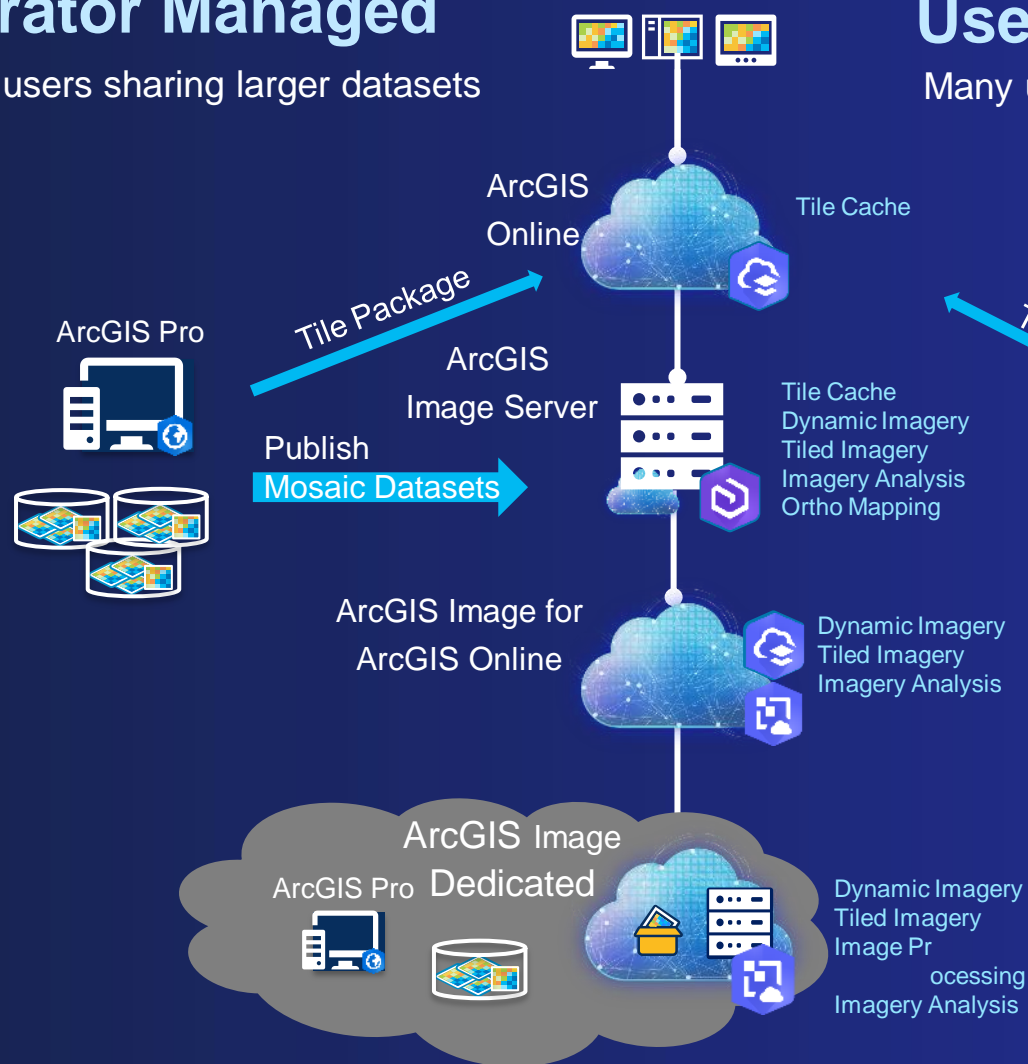 rator Managed
Use
users sharing larger datasets
Many
ArcGIS
Online
Tile Cache
Tile Package
ArcGIS Pro
ArcGIS
Image Server
Tile Cache
Dynamic Imagery
Tiled Imagery
Imagery Analysis
Ortho Mapping
Publish
Mosaic Datasets
ArcGIS Image for
ArcGIS Online
Dynamic Imagery
Tiled Imagery
Imagery Analysis
ArcGIS Image
Dedicated
ArcGIS Pro
Dynamic Imagery
Tiled Imagery
Image Pr
ocessing
Imagery Analysis